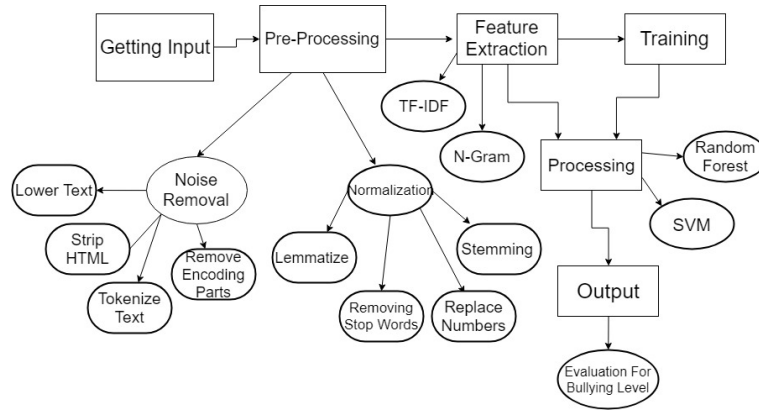 Getting Input
Pre-Processing
Feature
Extraction
Training
TF-IDF
N-Gram
Processing
Random
Forest
SVM
Noise
Removal
Lower Text
Strip
HTML
Tokenize
Text
Remove
Encoding
Parts
Normalization
Lemmatize
Removing
Stop Words
Replace
Numbers
Stemming
Output
Evaluation For
Bullying Level